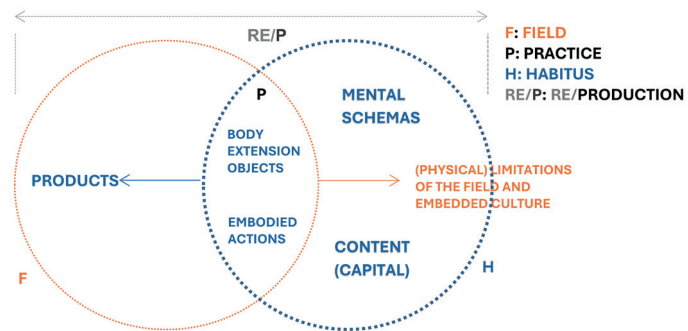 RE/P
F: FIELD
P: PRACTICE
H: HABITUS
RE/P: RE/PRODUCTION
P
MENTAL
SCHEMAS
BODY
EXTENSION
OBJECTS
PRODUCTS
(PHYSICAL) LIMITATIONS
OF THE FIELD AND
EMBEDDED CULTURE
EMBODIED
ACTIONS
CONTENT
(CAPITAL)
F
H